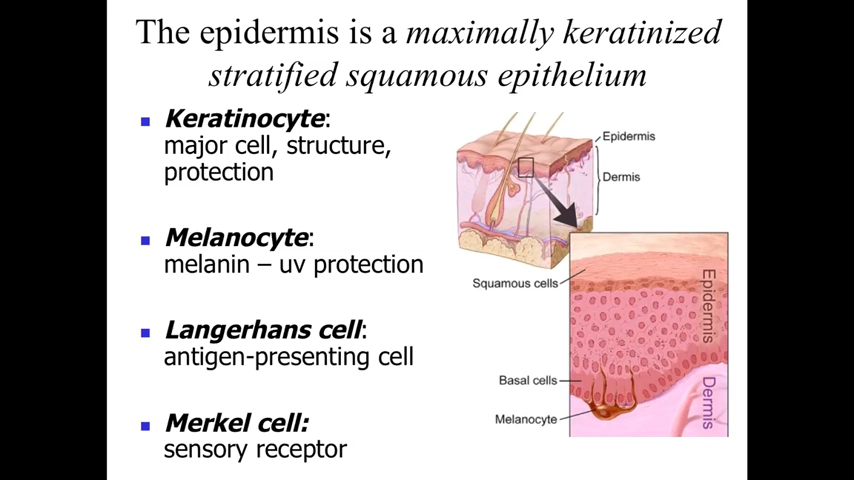 The epidermis is a maximally keratinized
stratified squamous epithelium
Keratinocyte:
major cell, structure,
protection
Melanocyte:
melanin – uv protection
Langerhans cell:
antigen-presenting cell
Merkel cell:
sensory receptor
Epidermis
Dermis
Squamous cells
Epidermis
Basal cells
Dermis
Melanocyte